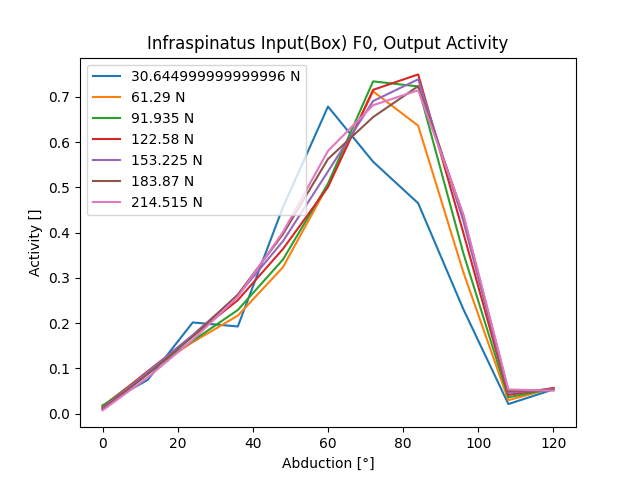 Infraspinatus Input(Box) F0, Output Activity
30.644999999999996 N
61.29 N
91.935 N
122.58 N
153.225 N
183.87 N
214.515 N
Activity []
0.7
0.6
0.5
0.4
0.3
0.2
0.1
0.0
0 20 40 60 80 100 120
Abduction [°]